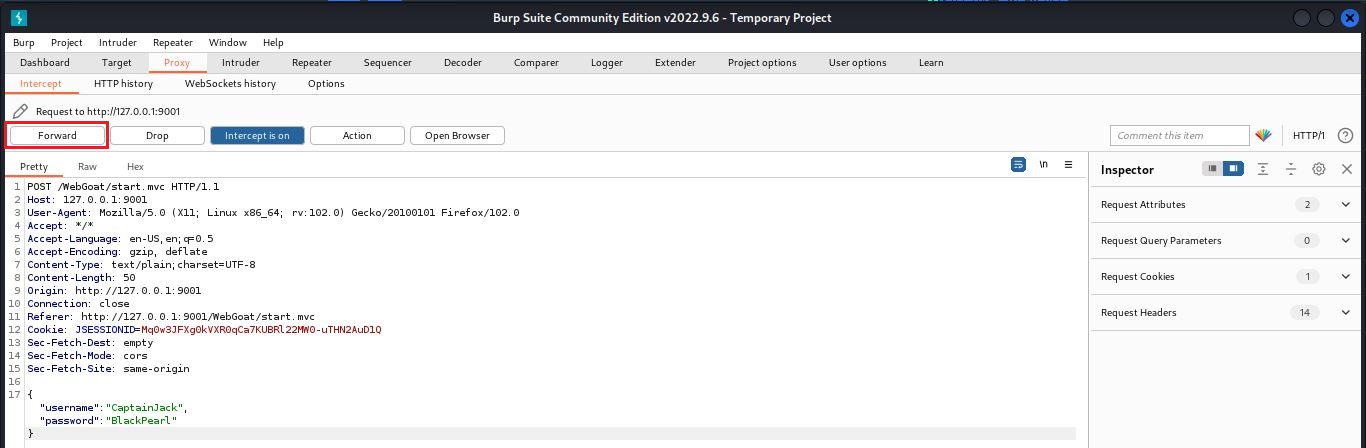 Burp Suite Community Edition v2022.9.6 - Temporary Project
Burp Project Intruder Repeater Window Help
Dashboard Target Proxy Intruder Repeater Sequencer Decoder Comparer Logger Extender Project options User options Learn
Intercept HTTP history WebSockets history Options
Request to http://127.0.0.1:9001
Forward Drop Intercept is on Action Open Browser Comment this item HTTP/1 ?
Pretty Raw Hex \n Inspector
1 POST /WebGoat/start.mvc HTTP/1.1
2 Host: 127.0.0.1:9001
3 User-Agent: Mozilla/5.0 (X11; Linux x86_64; rv:102.0) Gecko/20100101 Firefox/102.0
4 Accept: */*
5 Accept-Language: en-US,en;q=0.5
6 Accept-Encoding: gzip, deflate
7 Content-Type: text/plain;charset=UTF-8
8 Content-Length: 50
9 Origin: http://127.0.0.1:9001
10 Connection: close
11 Referer: http://127.0.0.1:9001/WebGoat/start.mvc
12 Cookie: JSESSIONID=Mq0w3JFXg0kVXR0qCa7KUBRl22MW0-uTHN2AuD1Q
13 Sec-Fetch-Dest: empty
14 Sec-Fetch-Mode: cors
15 Sec-Fetch-Site: same-origin
16
17 {
"username":"CaptainJack",
"password":"BlackPearl"
}
Request Attributes 2
Request Query Parameters 0
Request Cookies 1
Request Headers 14